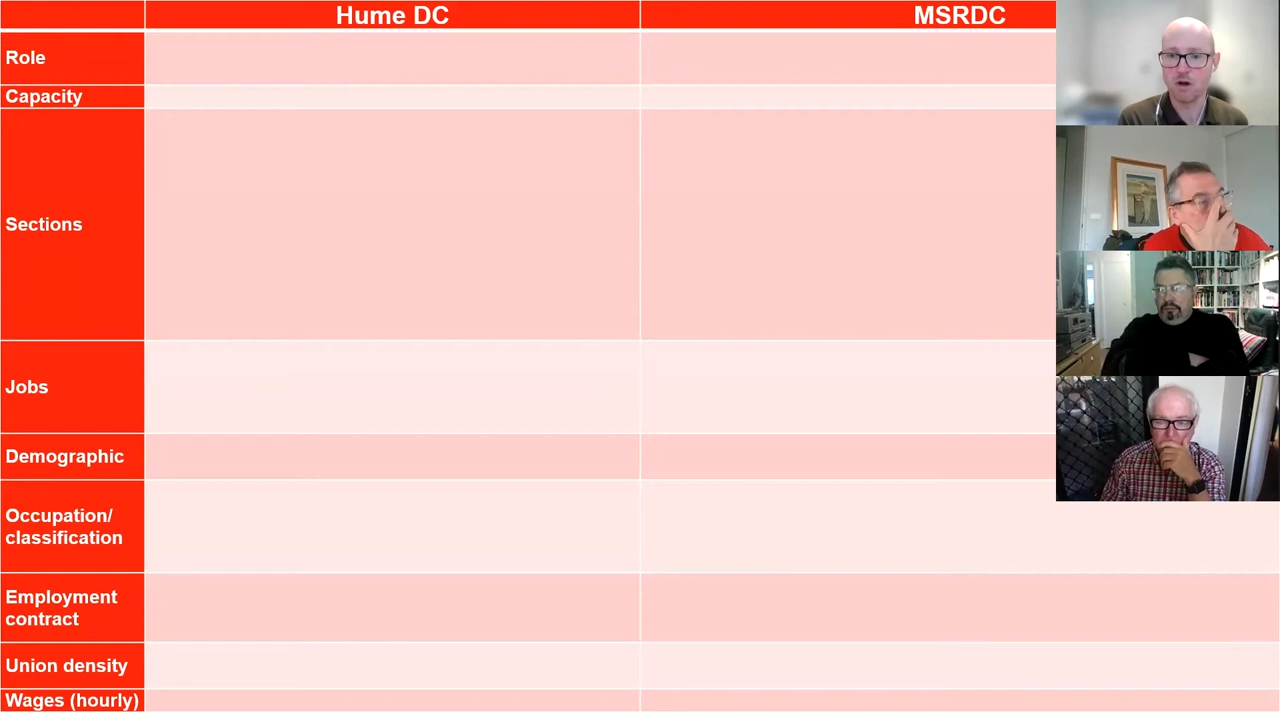 Hume DC
MSRDC
Role
Capacity
Sections
Jobs
Demographic
Occupation/
classification
Employment
contract
Union density
Wages (hourly)